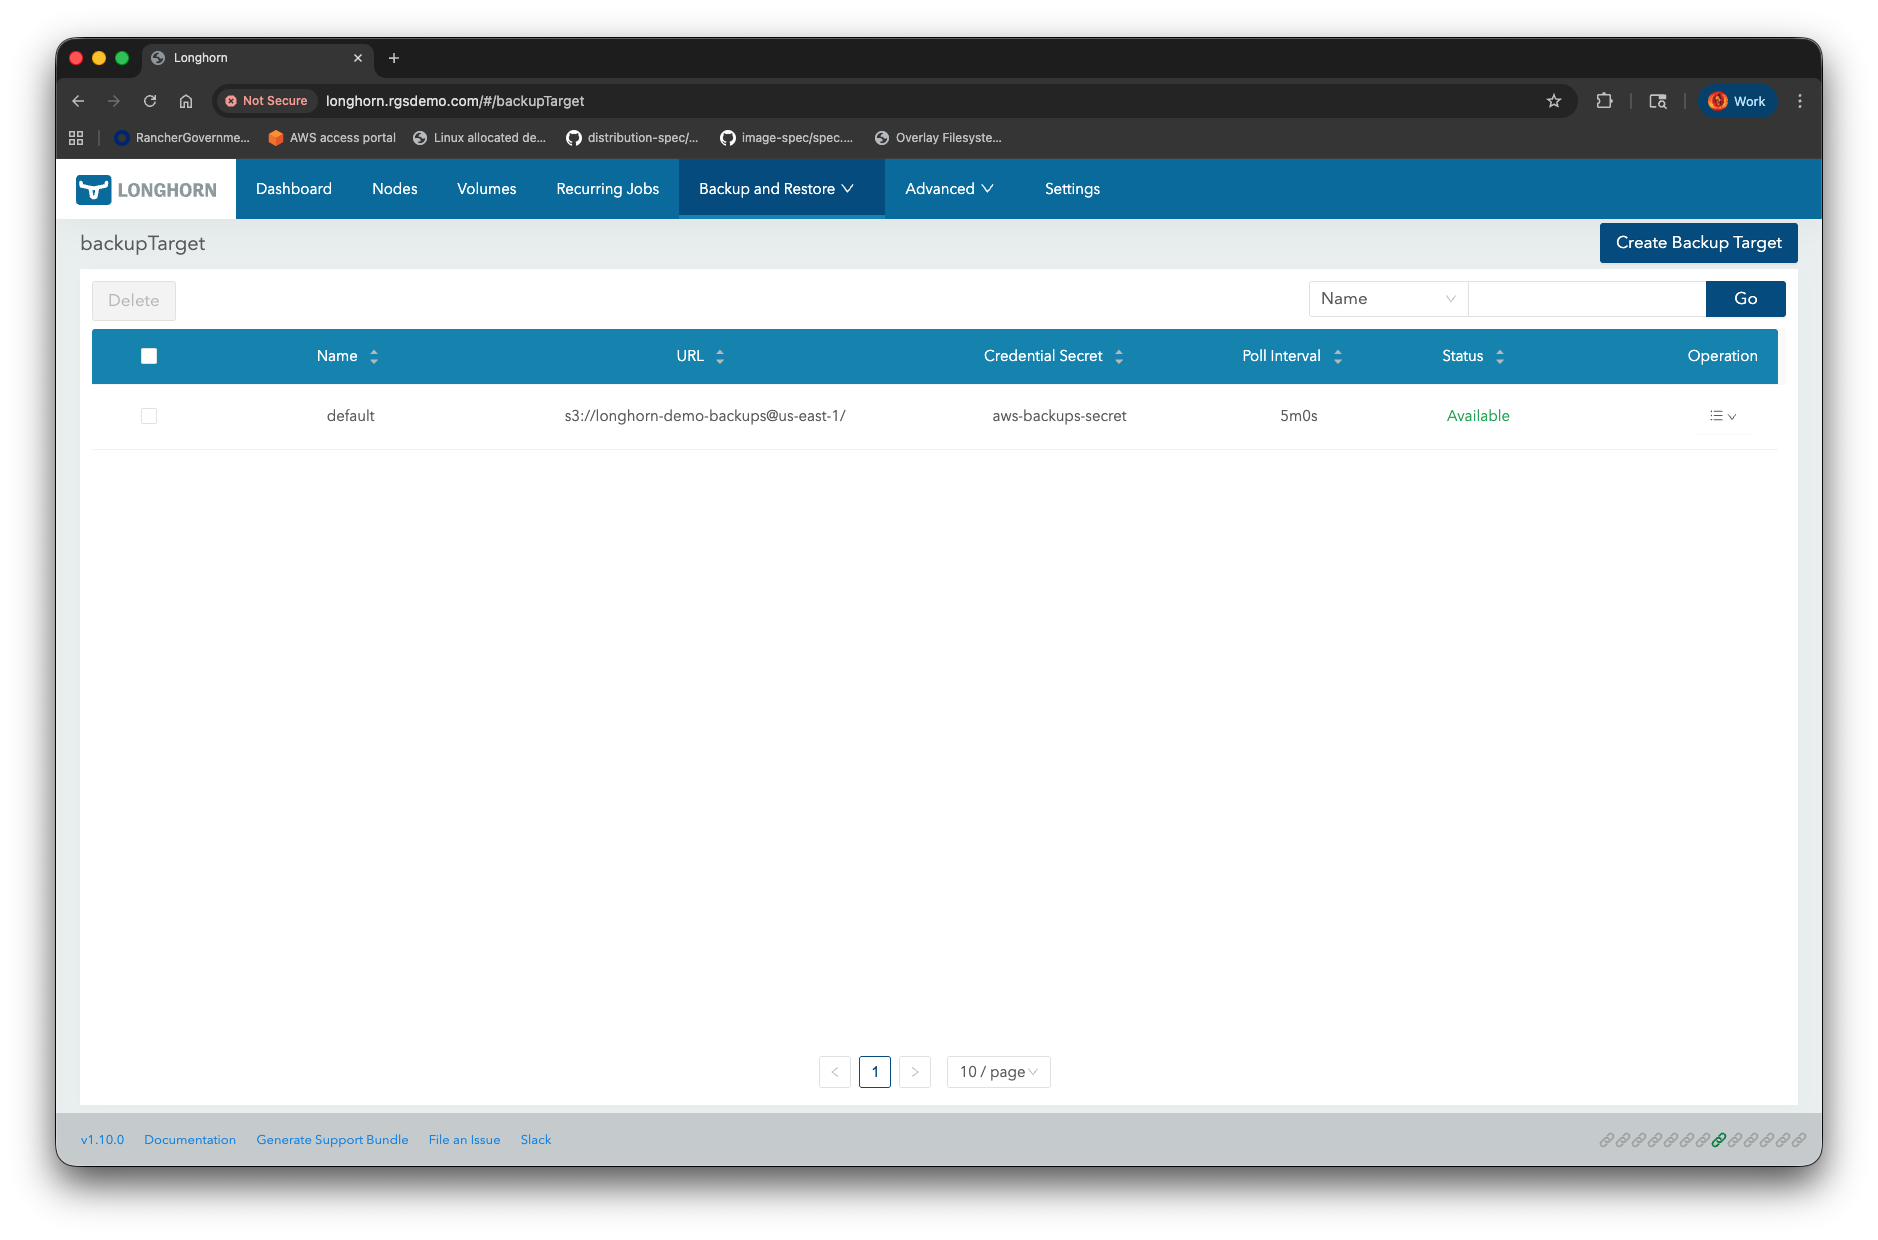 Longhorn
Not Secure longhorn.rgsdemo.com/#/backupTarget Work
RancherGovernme... AWS access portal Linux allocated de... distribution-spec/... image-spec/spec.... Overlay Filesyste...
LONGHORN Dashboard Nodes Volumes Recurring Jobs Backup and Restore Advanced Settings
backupTarget Create Backup Target
Delete Name Go
Name URL Credential Secret Poll Interval Status Operation
default s3://longhorn-demo-backups@us-east-1/ aws-backups-secret 5m0s Available
< 1 > 10 / page
v1.10.0 Documentation Generate Support Bundle File an Issue Slack